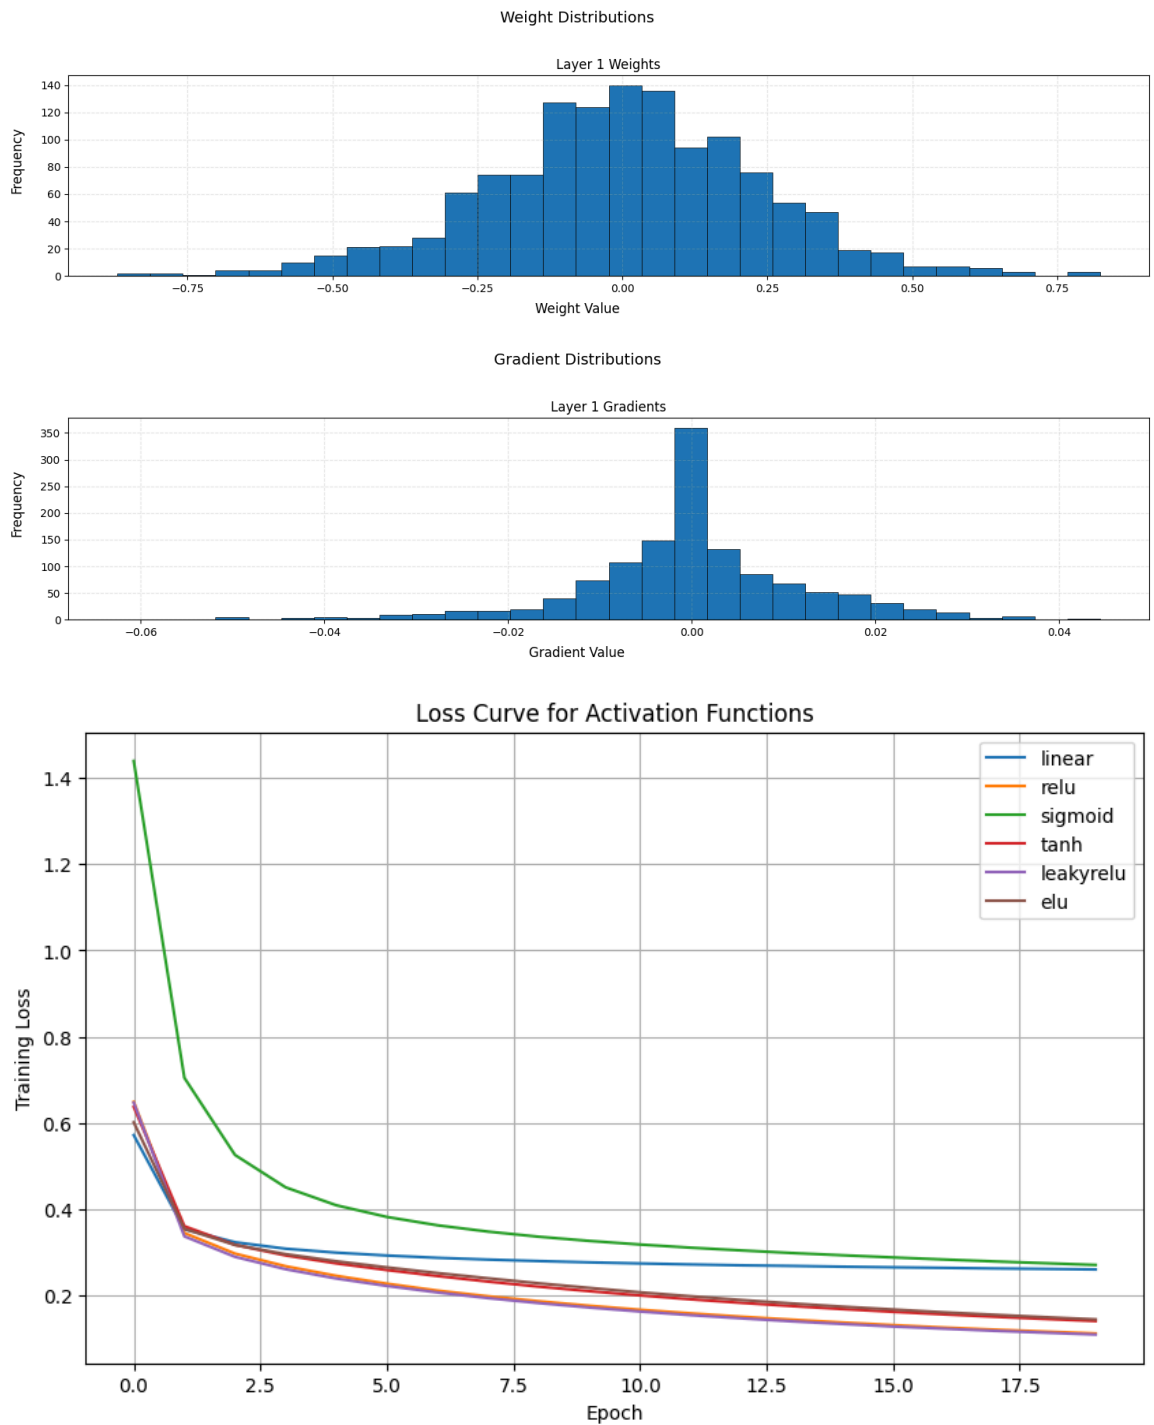 Weight Distributions
Layer 1 Weights
Frequency
140
120
100
80
60
40
20
0
−0.75 −0.50 −0.25 0.00 0.25 0.50 0.75
Weight Value
Gradient Distributions
Layer 1 Gradients
Frequency
350
300
250
200
150
100
50
0
−0.06 −0.04 −0.02 0.00 0.02 0.04
Gradient Value
Loss Curve for Activation Functions
Training Loss
1.4
1.2
1.0
0.8
0.6
0.4
0.2
linear
relu
sigmoid
tanh
leakyrelu
elu
0.0 2.5 5.0 7.5 10.0 12.5 15.0 17.5
Epoch